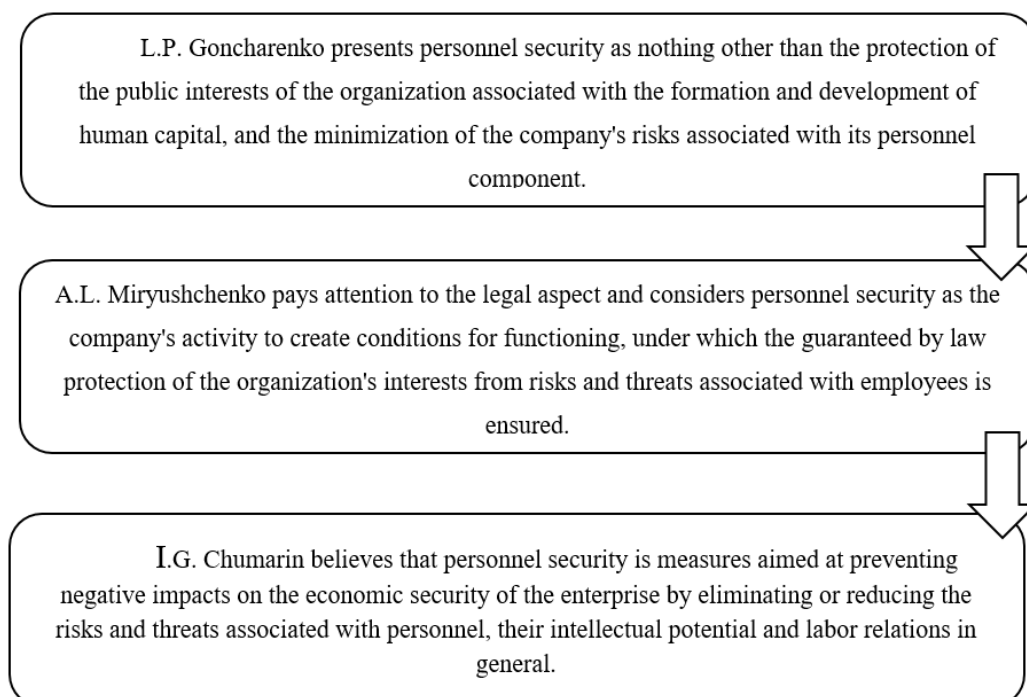 L.P. Goncharenko presents personnel security as nothing other than the protection of
the public interests of the organization associated with the formation and development of
human capital, and the minimization of the company's risks associated with its personnel
component.
A.L. Miryushchenko pays attention to the legal aspect and considers personnel security as the
company's activity to create conditions for functioning, under which the guaranteed by law
protection of the organization's interests from risks and threats associated with employees is
ensured.
I.G. Chumarin believes that personnel security is measures aimed at preventing
negative impacts on the economic security of the enterprise by eliminating or reducing the
risks and threats associated with personnel, their intellectual potential and labor relations in
general.